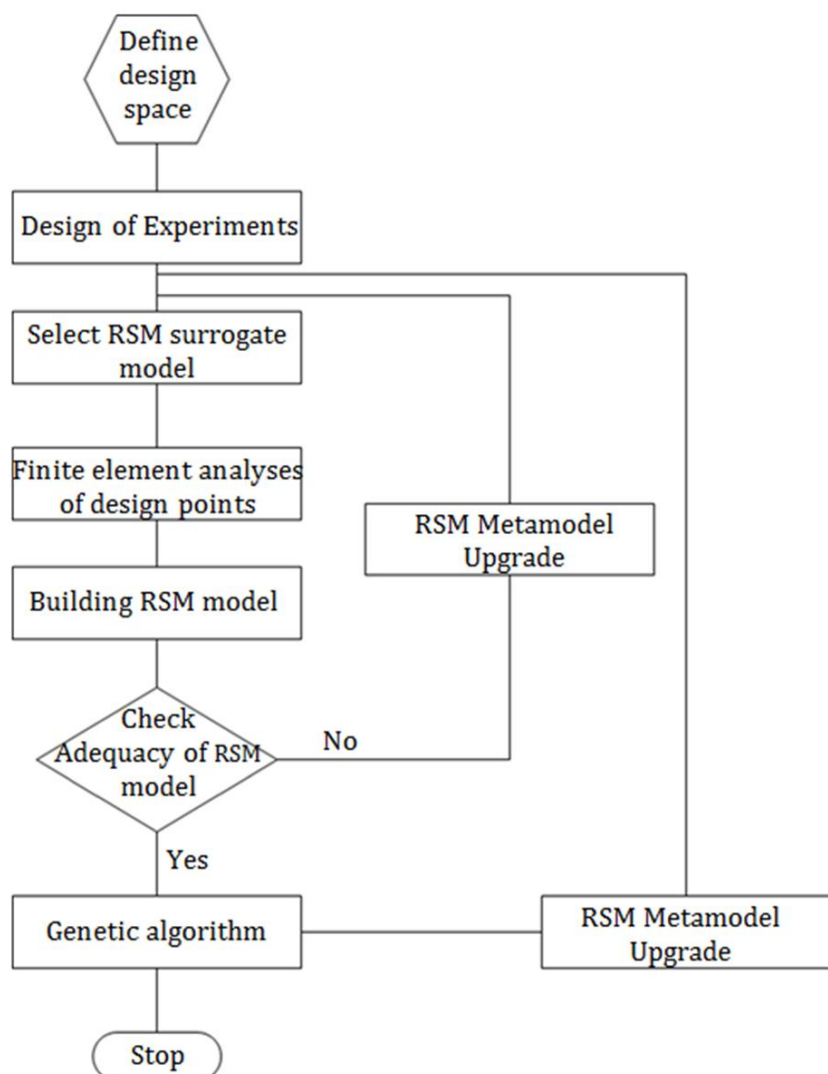 Define
design
space
Design of Experiments
Select RSM surrogate
model
Finite element analyses
of design points
RSM Metamodel
Upgrade
Building RSM model
Check
Adequacy of RSM
model
No
Yes
Genetic algorithm
RSM Metamodel
Upgrade
Stop